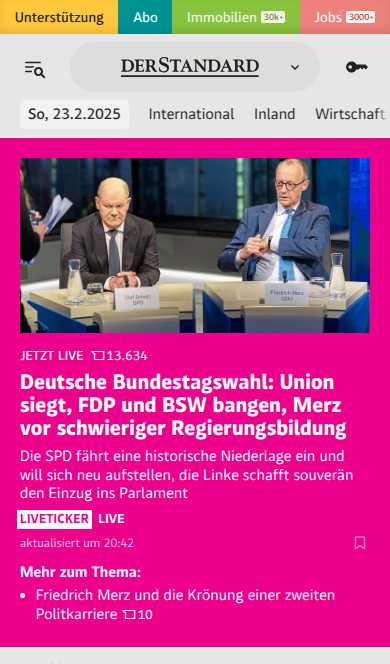 Unterstützung Abo Immobilien 30k+ Jobs 3000+
DERSTANDARD
So, 23.2.2025 International Inland Wirtschaft
Olaf Scholz
SPD
Friedrich Merz
CDU
JETZT LIVE 13.634
Deutsche Bundestagswahl: Union
siegt, FDP und BSW bangen, Merz
vor schwieriger Regierungsbildung
Die SPD fährt eine historische Niederlage ein und
will sich neu aufstellen, die Linke schafft souverän
den Einzug ins Parlament
LIVETICKER LIVE
aktualisiert um 20:42
Mehr zum Thema:
• Friedrich Merz und die Krönung einer zweiten
Politkarriere 10